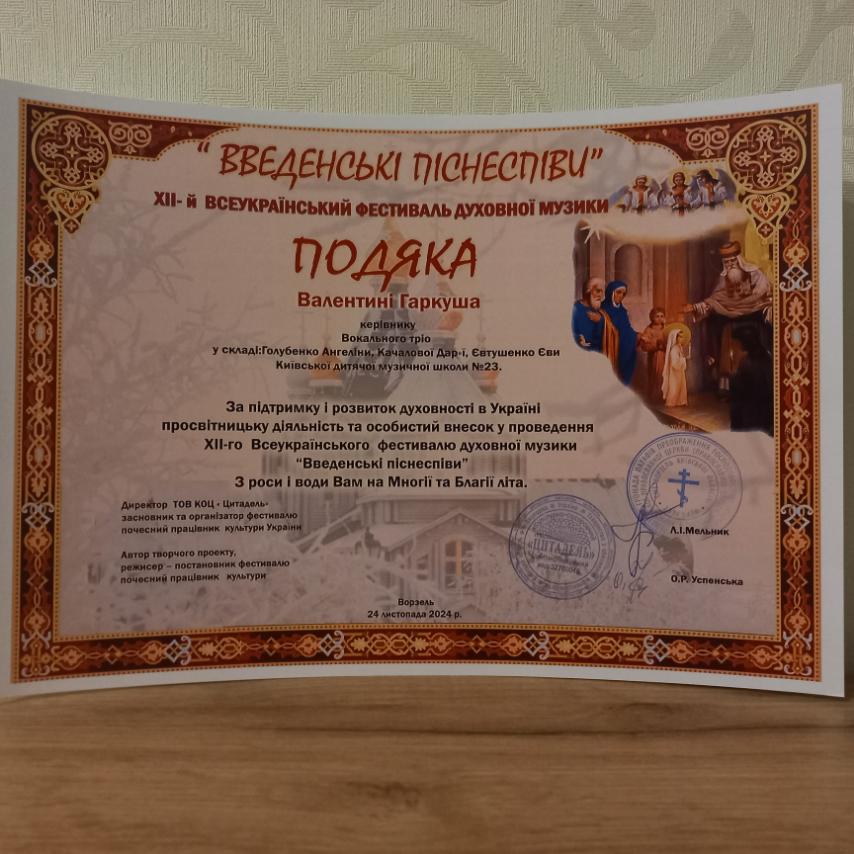 “ВВЕДЕНСЬКІ ПІСНЕСПІВИ”
XII- й ВСЕУКРАЇНСЬКИЙ ФЕСТИВАЛЬ ДУХОВНОЇ МУЗИКИ
ПОДЯКА
Валентині Гаркуша
керівнику
Вокального тріо
у складі:Голубенко Ангеліни, Качалової Дар-ї, Євтушенко Єви
Київської дитячої музичної школи №23.
За підтримку і розвиток духовності в Україні
просвітницьку діяльність та особистий внесок у проведення
XII-го Всеукраїнського фестивалю духовної музики
“Введенські піснеспіви”
З роси і води Вам на Многії та Благії літа.
Директор ТОВ КОЦ « Цитадель»
засновник та організатор фестивалю
почесний працівник культури України
Л.І.Мельник
Автор творчого проекту,
режисер – постановник фестивалю
почесний працівник культури
О.Р. Успенська
«ЦИТАДЕЛЬ»
Ворзель
24 листопада 2024 р.